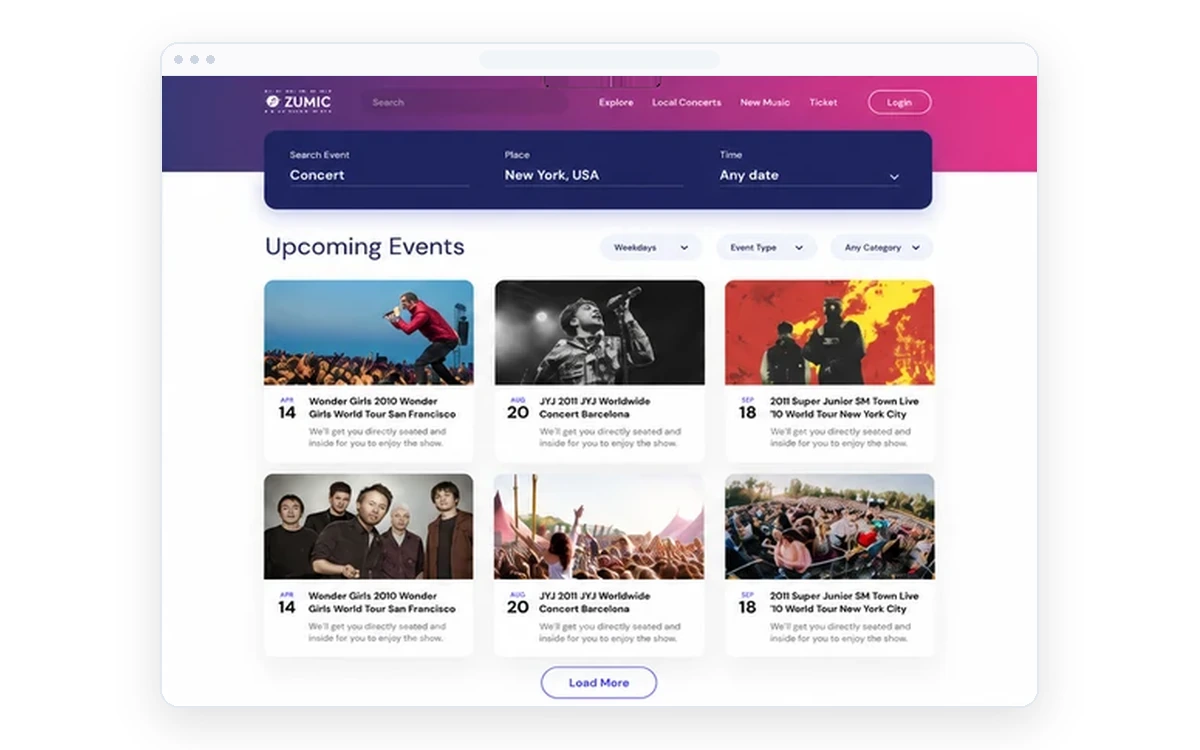 ZUMIC
Search
Explore
Local Concerts
New Music
Ticket
Login
Search Event
Concert
Place
New York, USA
Time
Any date
Upcoming Events
Weekdays
Event Type
Any Category
APR
14
Wonder Girls 2010 Wonder
Girls World Tour San Francisco
We'll get you directly seated and
inside for you to enjoy the show.
AUG
20
JYJ 2011 JYJ Worldwide
Concert Barcelona
We'll get you directly seated and
inside for you to enjoy the show.
SEP
18
2011 Super Junior SM Town Live
'10 World Tour New York City
We'll get you directly seated and
inside for you to enjoy the show.
APR
14
Wonder Girls 2010 Wonder
Girls World Tour San Francisco
We'll get you directly seated and
inside for you to enjoy the show.
AUG
20
JYJ 2011 JYJ Worldwide
Concert Barcelona
We'll get you directly seated and
inside for you to enjoy the show.
SEP
18
2011 Super Junior SM Town Live
'10 World Tour New York City
We'll get you directly seated and
inside for you to enjoy the show.
Load More